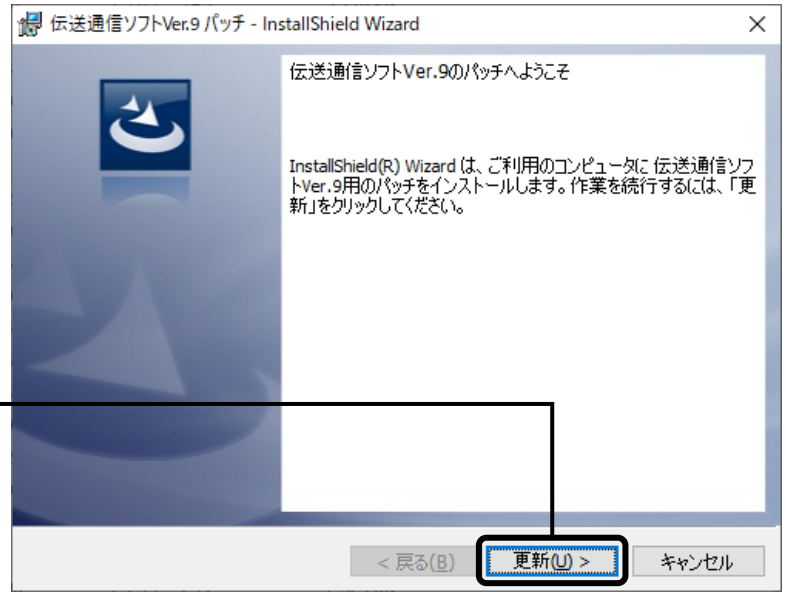 伝送通信ソフトVer.9 パッチ - InstallShield Wizard
伝送通信ソフトVer.9のパッチへようこそ
InstallShield(R) Wizard は、ご利用のコンピュータに 伝送通信ソフ
トVer.9用のパッチをインストールします。作業を続行するには、「更
新」をクリックしてください。
< 戻る(B)
更新(U) >
キャンセル